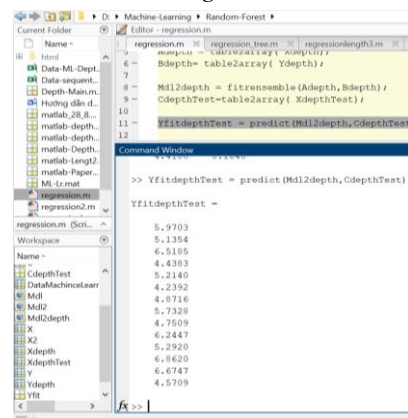 D: ▸ Machine-Learning ▸ Random-Forest ▸
Current Folder
Name
html
Data-ML-Dept..
Data-sequent...
Depth-Main.m..
Hướng dẫn d...
matlab_28_8....
matlab-depth...
matlab-depth...
matlab-Depth...
matlab-Lengt2..
matlab-Paper...
ML-Lr.mat
regression.m
regression2.m
regression.m (Scri...
Workspace
Name
CdepthTest
DataMachinceLearr
Mdl
Mdl2
Mdl2depth
X
X2
Xdepth
XdepthTest
Y
Ydepth
Yfit
Editor - regression.m
regression.m
regression_tree.m
regressionlength3.m
6 - Bdepth= table2array( Ydepth);
7
8 - Mdl2depth = fitrensemble(Adepth,Bdepth);
9 - CdepthTest=table2array( XdepthTest);
10
11 - YfitdepthTest = predict(Mdl2depth,CdepthTest
12
Command Window
>> YfitdepthTest = predict(Mdl2depth,CdepthTest)
YfitdepthTest =
5.9703
5.1354
6.5185
4.4383
5.2140
4.2392
4.8716
5.7328
4.7509
6.2447
5.2920
6.8620
6.6747
4.5709
fx >>